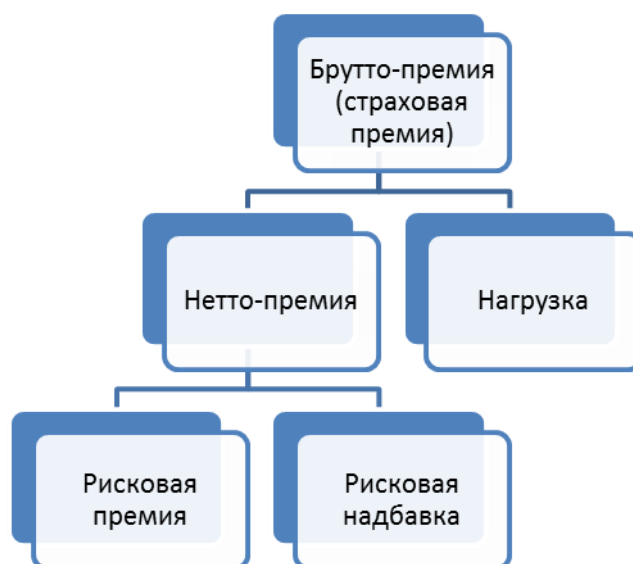 Брутто-премия
(страховая
премия)
Нетто-премия
Нагрузка
Рисковая
премия
Рисковая
надбавка